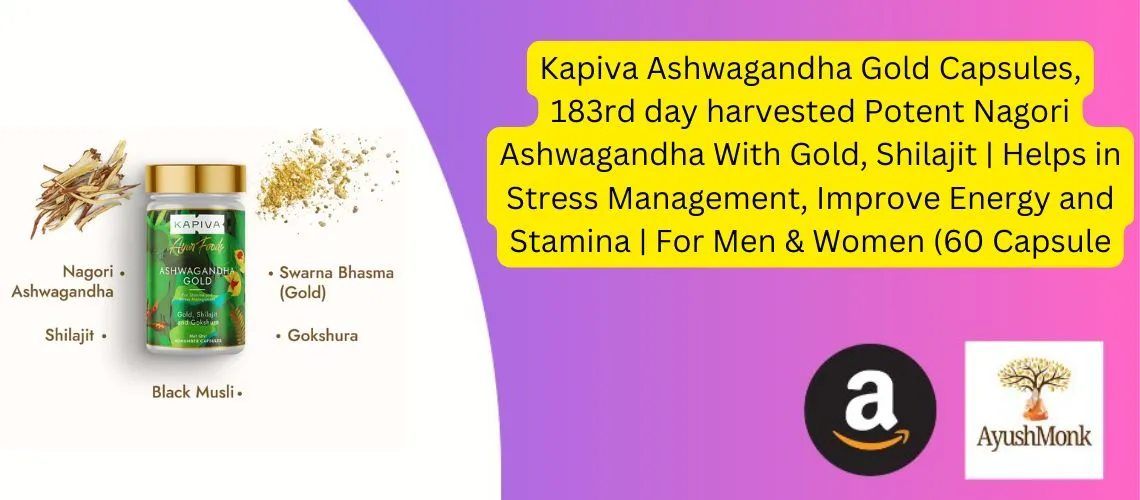 Kapiva Ashwagandha Gold Capsules,
183rd day harvested Potent Nagori
Ashwagandha With Gold, Shilajit | Helps in
Stress Management, Improve Energy and
Stamina | For Men & Women (60 Capsule
Nagori
Ashwagandha
Shilajit
Black Musli
Swarna Bhasma
(Gold)
Gokshura
KAPIVA
Ayur Foods
ASHWAGANDHA
GOLD
Gold, Shilajit
and Gokshura
a
AyushMonk